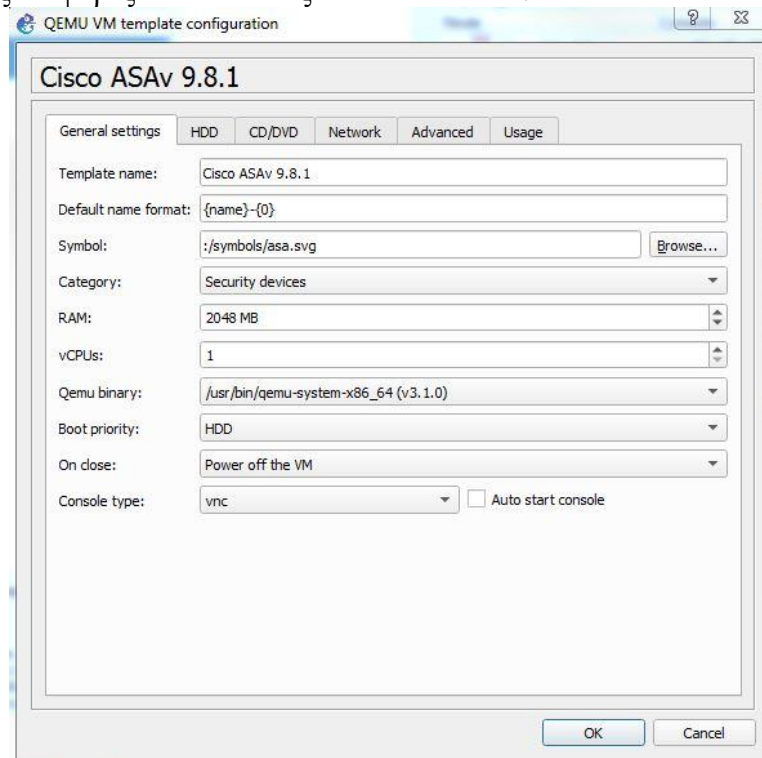 QEMU VM template configuration
Cisco ASAv 9.8.1
General settings HDD CD/DVD Network Advanced Usage
Template name: Cisco ASAv 9.8.1
Default name format: {name}-{0}
Symbol: :/symbols/asa.svg Browse...
Category: Security devices
RAM: 2048 MB
vCPUs: 1
Qemu binary: /usr/bin/qemu-system-x86_64 (v3.1.0)
Boot priority: HDD
On close: Power off the VM
Console type: vnc Auto start console
OK Cancel